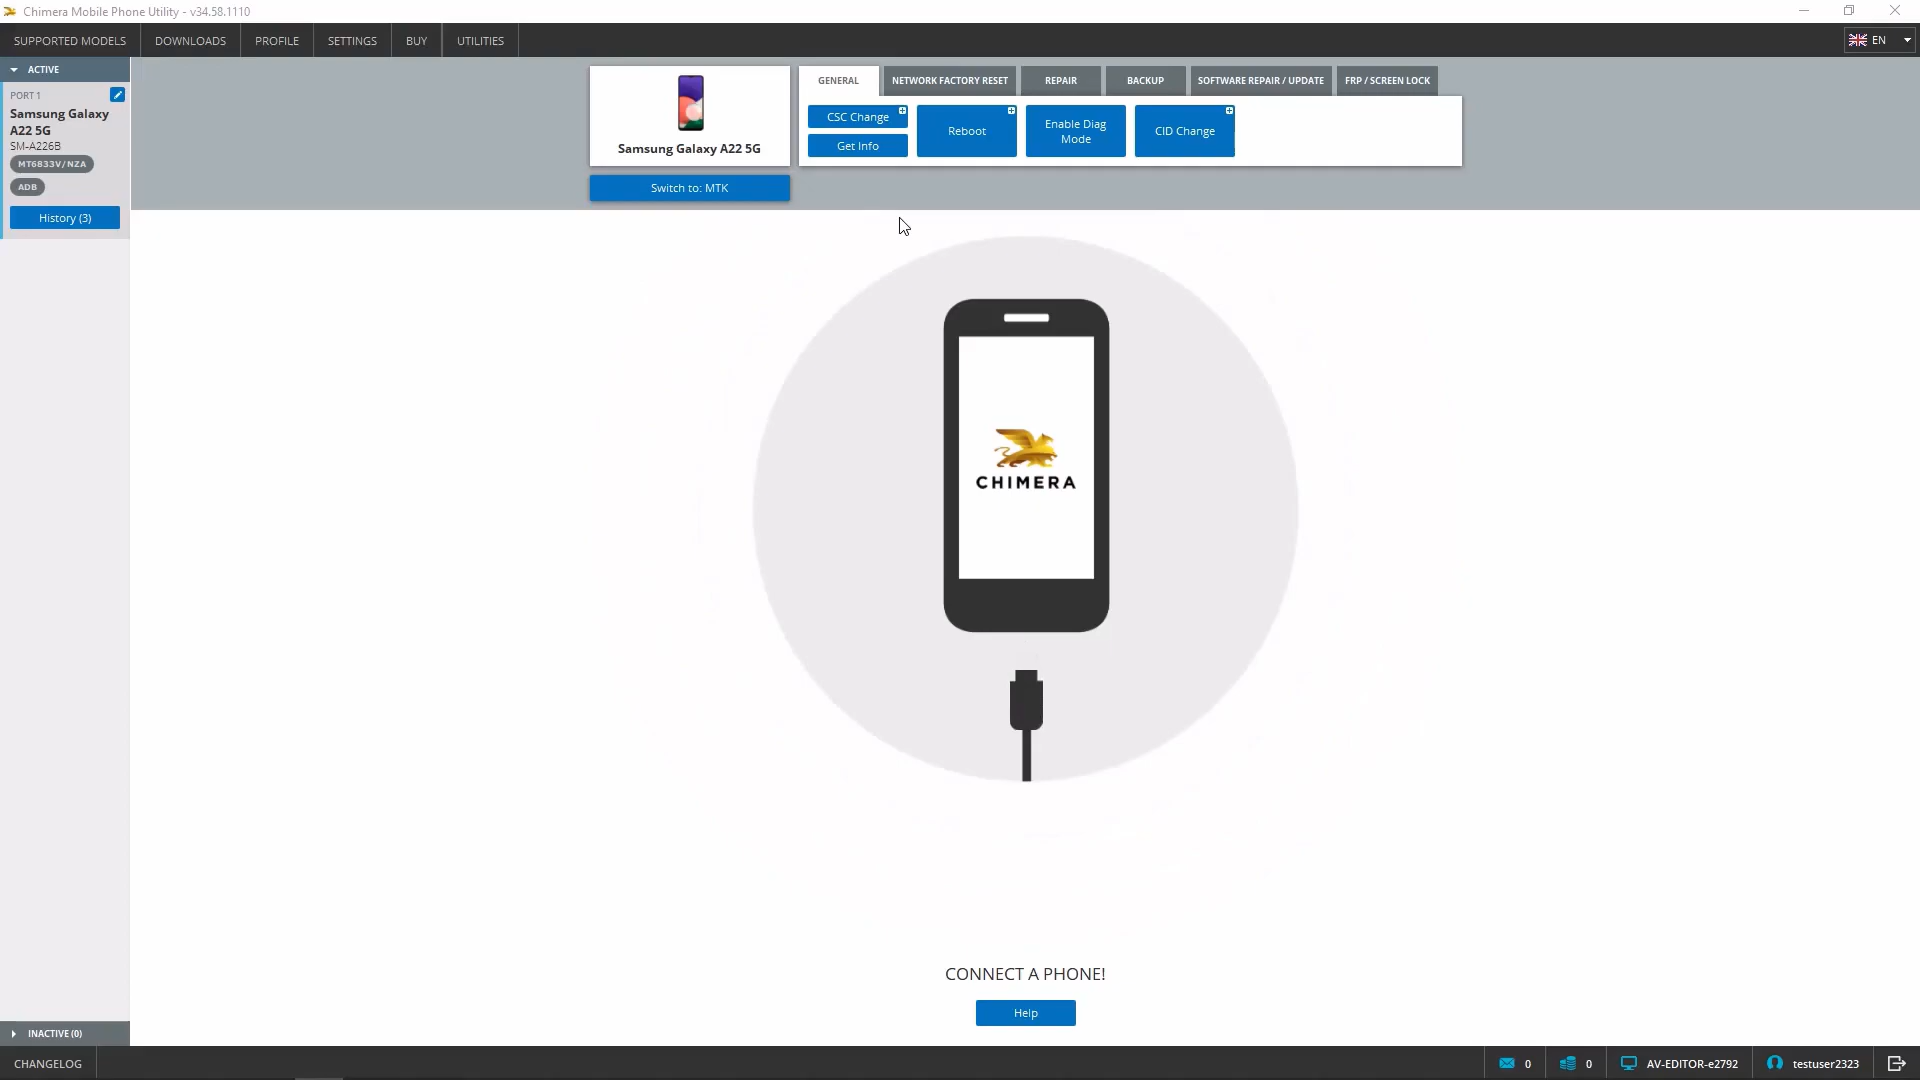 Chimera Mobile Phone Utility - v34.58.1110
SUPPORTED MODELS DOWNLOADS PROFILE SETTINGS BUY UTILITIES EN
ACTIVE
PORT 1
Samsung Galaxy
A22 5G
SM-A226B
MT6833V/NZA
ADB
History (3)
Samsung Galaxy A22 5G
Switch to: MTK
GENERAL NETWORK FACTORY RESET REPAIR BACKUP SOFTWARE REPAIR / UPDATE FRP / SCREEN LOCK
CSC Change
Get Info
Reboot
Enable Diag
Mode
CID Change
CHIMERA
CONNECT A PHONE!
Help
INACTIVE (0)
CHANGELOG 0 0 AV-EDITOR-e2792 testuser2323